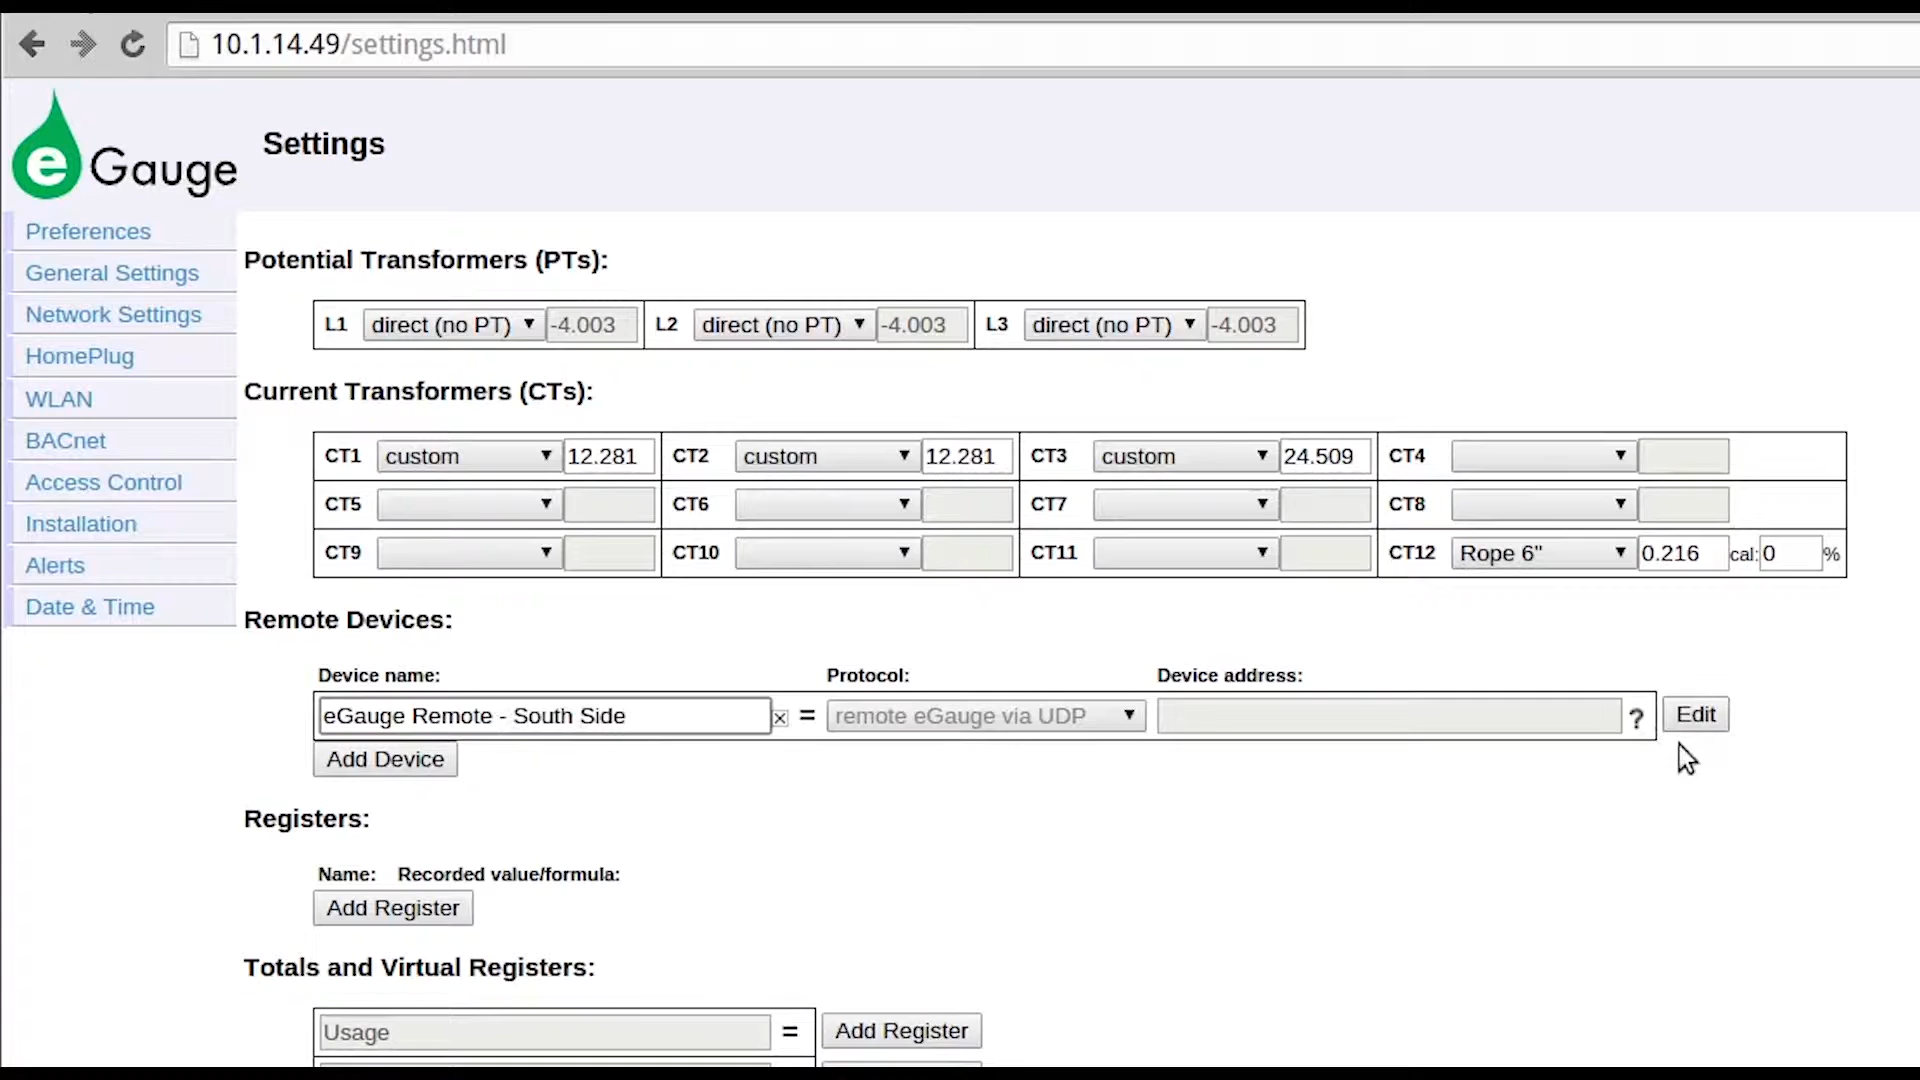 10.1.14.49/settings.html
e Gauge
Settings
Preferences
General Settings
Network Settings
HomePlug
WLAN
BACnet
Access Control
Installation
Alerts
Date & Time
Potential Transformers (PTs):
L1 direct (no PT) -4.003 L2 direct (no PT) -4.003 L3 direct (no PT) -4.003
Current Transformers (CTs):
CT1 custom 12.281 CT2 custom 12.281 CT3 custom 24.509 CT4
CT5 CT6 CT7 CT8
CT9 CT10 CT11 CT12 Rope 6" 0.216 cal: 0 %
Remote Devices:
Device name: Protocol: Device address:
eGauge Remote - South Side = remote eGauge via UDP ? Edit
Add Device
Registers:
Name: Recorded value/formula:
Add Register
Totals and Virtual Registers:
Usage = Add Register